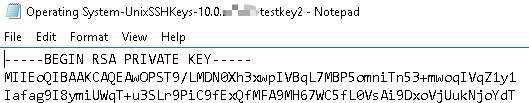 Operating System-UnixSSHKeys-10.0. -testkey2 - Notepad
File Edit Format View Help
-----BEGIN RSA PRIVATE KEY-----
MIIEoQIBAAKCAQEAwOPST9/LMDN0Xh3xwpIVBqL7MBP5omniTn53+mwoqIVqZ1y1
Iafag9I8ymiUWqT+u3SLr9PiC9fExQfMFA9MH67WC5fL0VsAi9DxoVjUukNjoYdT